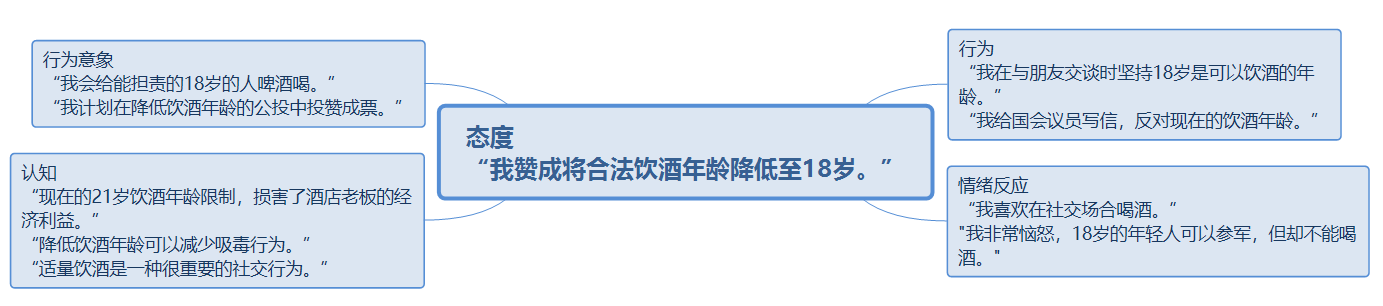 行为意象
“我会给能担责的18岁的人啤酒喝。”
“我计划在降低饮酒年龄的公投中投赞成票。”
认知
“现在的21岁饮酒年龄限制，损害了酒店老板的经
济利益。”
“降低饮酒年龄可以减少吸毒行为。”
“适量饮酒是一种很重要的社交行为。”
态度
“我赞成将合法饮酒年龄降低至18岁。”
行为
“我在与朋友交谈时坚持18岁是可以饮酒的年
龄。”
“我给国会议员写信，反对现在的饮酒年龄。”
情绪反应
“我喜欢在社交场合喝酒。”
"我非常恼怒，18岁的年轻人可以参军，但却不能喝
酒。"